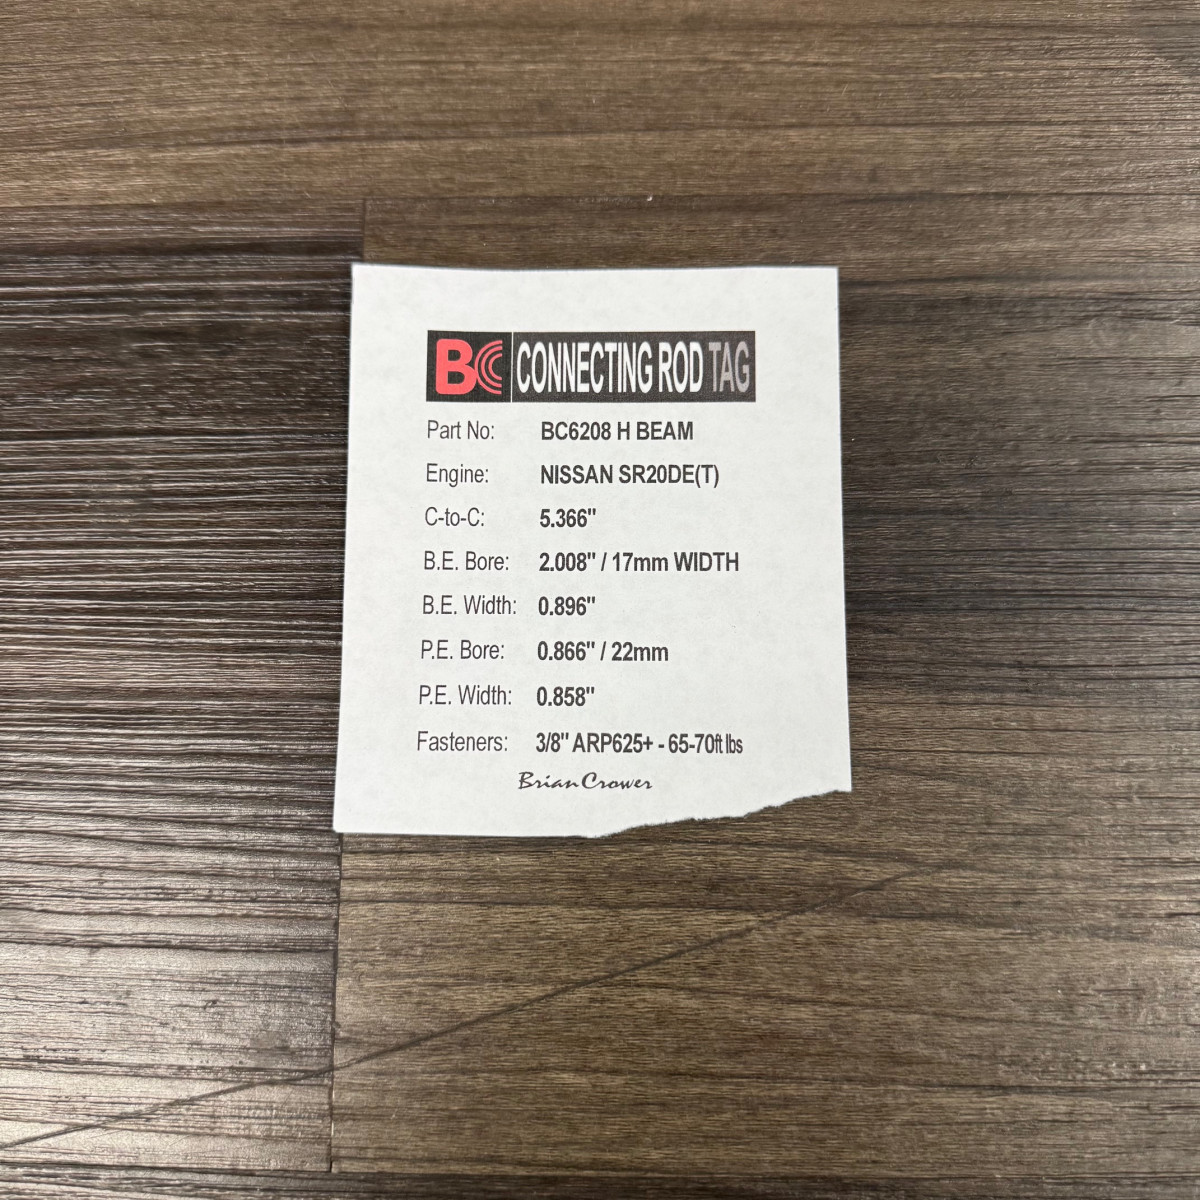 BC CONNECTING ROD TAG
Part No: BC6208 H BEAM
Engine: NISSAN SR20DE(T)
C-to-C: 5.366"
B.E. Bore: 2.008" / 17mm WIDTH
B.E. Width: 0.896"
P.E. Bore: 0.866" / 22mm
P.E. Width: 0.858"
Fasteners: 3/8" ARP625+ - 65-70ft lbs
Brian Crower